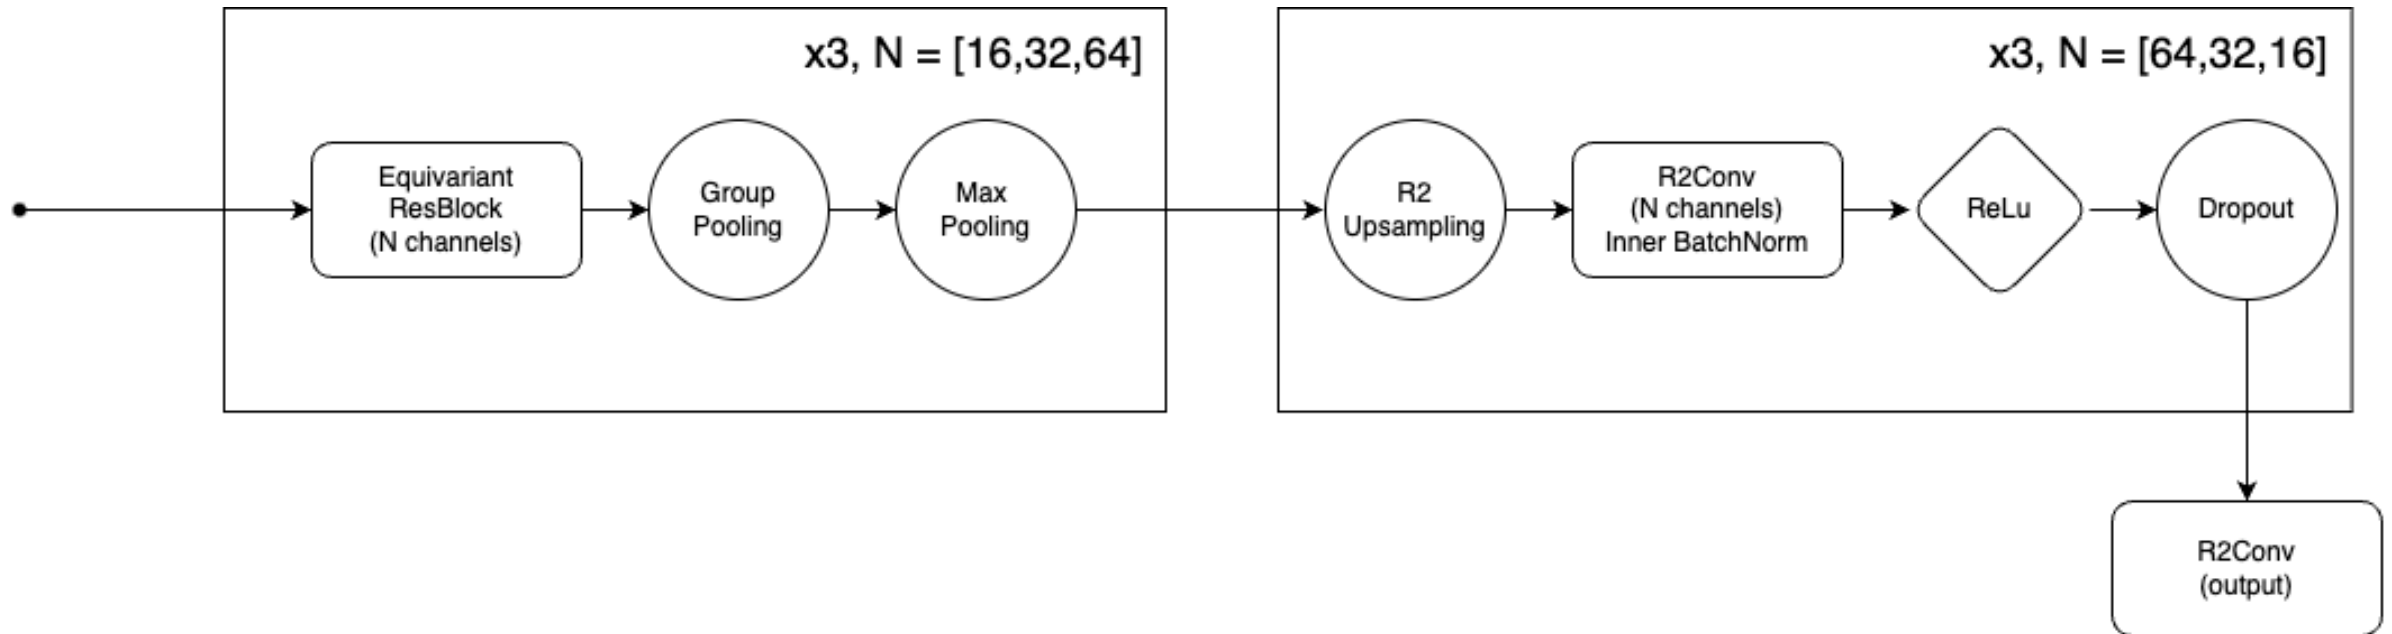 x3, N = [16,32,64]
Equivariant
ResBlock
(N channels)
Group
Pooling
Max
Pooling
x3, N = [64,32,16]
R2
Upsampling
R2Conv
(N channels)
Inner BatchNorm
ReLu
Dropout
R2Conv
(output)